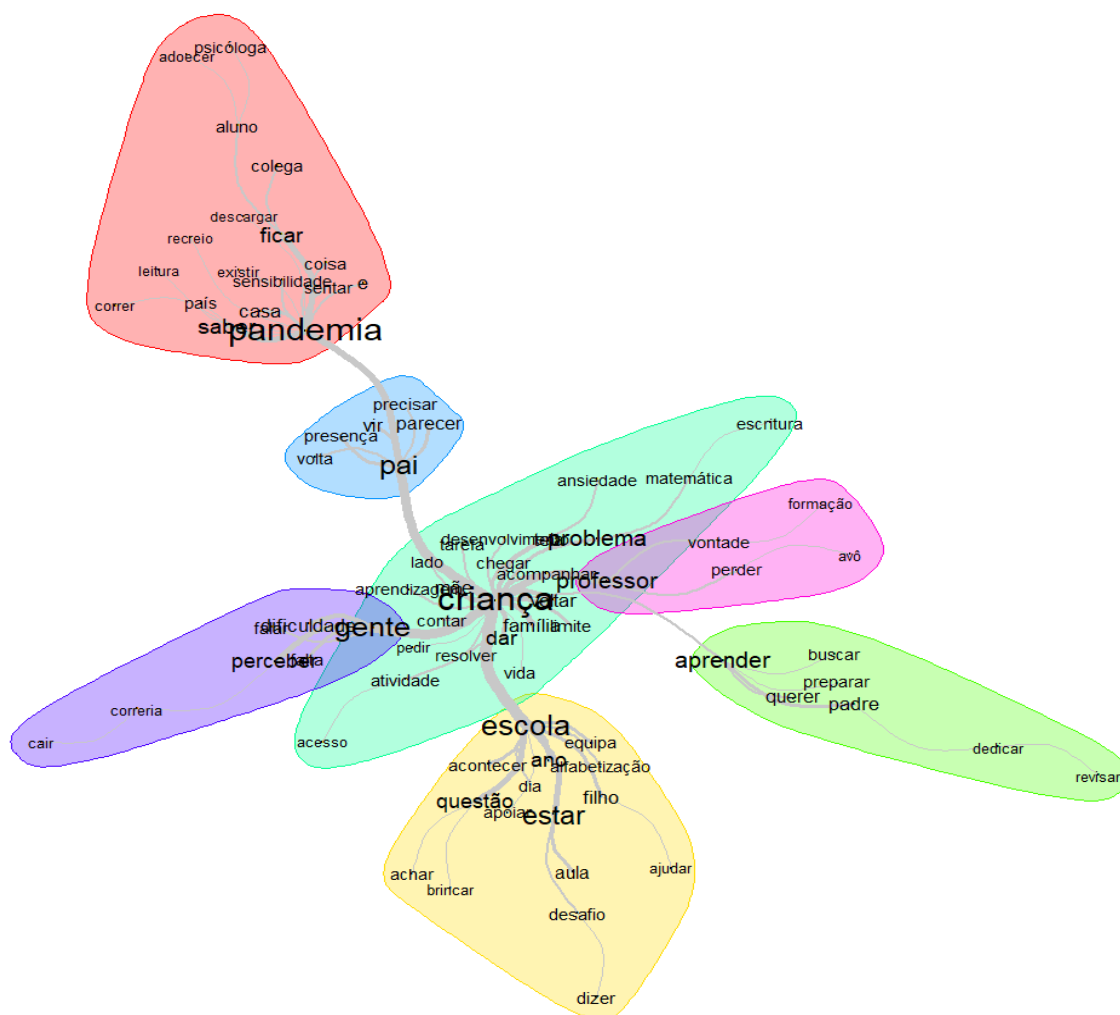 psicóloga
adoecer
aluno
colega
descargar
ficar
recreio
coisa
leitura
existir
sensibilidade
sentar
e
correr
país
casa
saber
pandemia
precisar
vir
parecer
presença
volta
pai
escritura
ansiedade
matemática
formação
desenvolvimento
problema
tarefa
vontade
lado
chegar
avô
acompanhar
perder
aprendizagem
mãe
professor
criança
voltar
contar
família
limite
dificuldade
falar
gente
dar
pedir
resolver
perceber
falta
aprender
buscar
atividade
vida
preparar
querer
padre
correria
cair
acesso
escola
dedicar
equipa
revisar
acontecer
ano
alfabetização
dia
questão
filho
apoiar
estar
achar
brincar
aula
ajudar
desafio
dizer